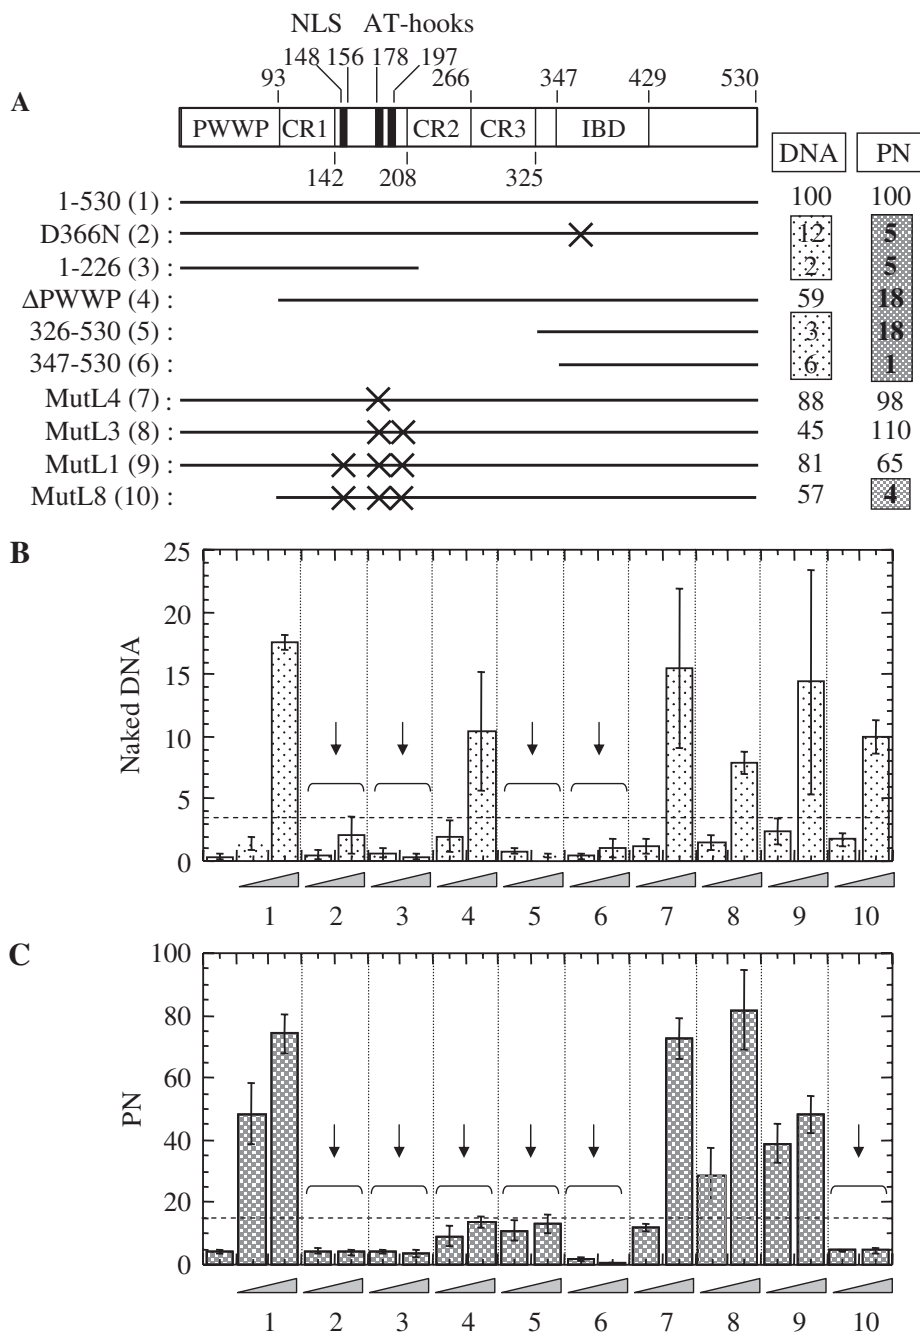 NLS AT-hooks
148 156 178 197
93 266 347 429 530
A
PWWP CR1 CR2 CR3 IBD
DNA PN
142 208 325
1-530 (1) : 100 100
D366N (2) : 12 5
1-226 (3) : 2 5
ΔPWWP (4) : 59 18
326-530 (5) : 3 18
347-530 (6) : 6 1
MutL4 (7) : 88 98
MutL3 (8) : 45 110
MutL1 (9) : 81 65
MutL8 (10) : 57 4
B
25
20
15
10
5
0
Naked DNA
1 2 3 4 5 6 7 8 9 10
C
100
80
60
40
20
0
PN
1 2 3 4 5 6 7 8 9 10